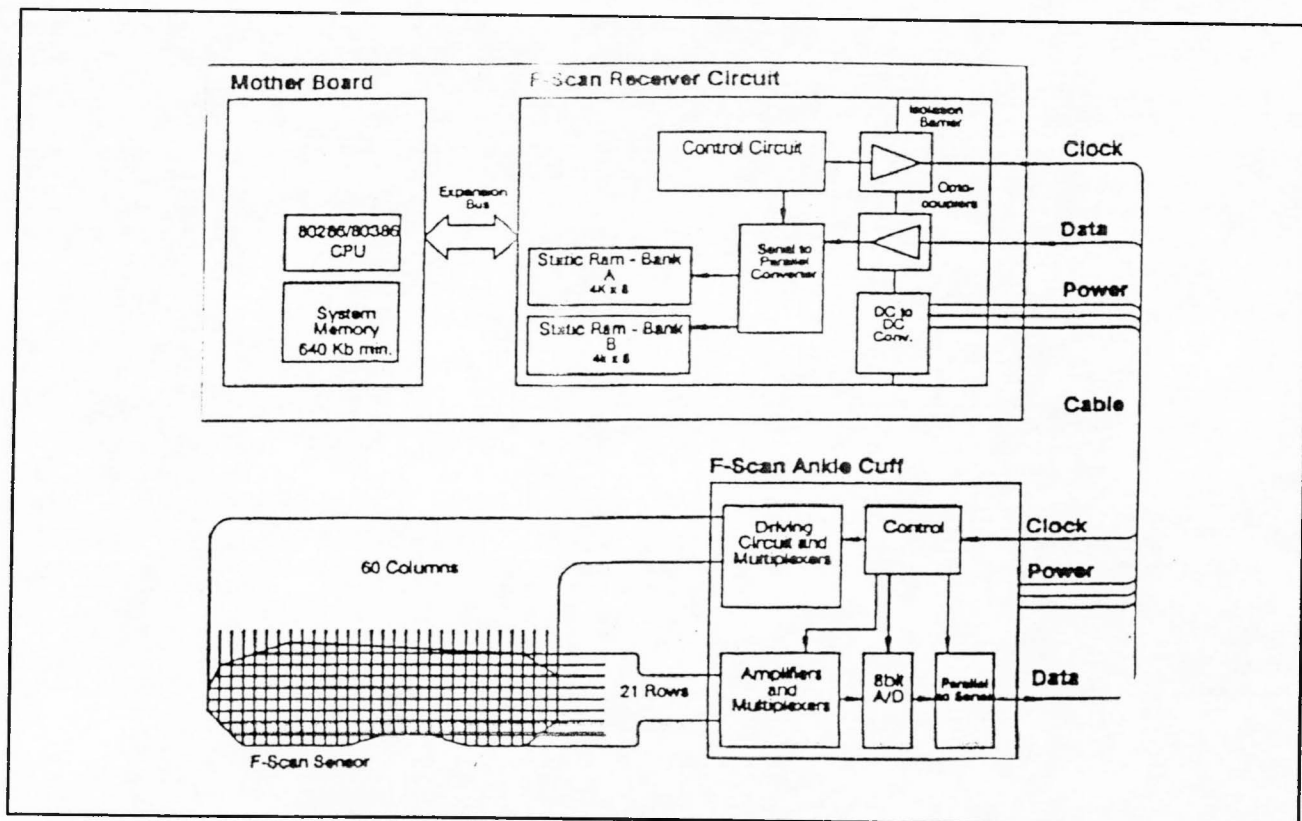 Mother Board
F-Scan Receiver Circuit
Isolation
Barrier
Control Circuit
Clock
Expansion
Bus
Opto-
couplers
80286/80386
CPU
Data
Serial to
Parallel
Converter
Static Ram - Bank
A
4K x 8
Power
System
Memory
640 Kb min.
DC to
DC
Conv.
Static Ram - Bank
B
4k x 8
Cable
F-Scan Ankle Cuff
Driving
Circuit and
Multiplexers
Control
Clock
60 Columns
Power
21 Rows
Amplifiers
and
Multiplexers
8bit
A/D
Parallel
Data
F-Scan Sensor